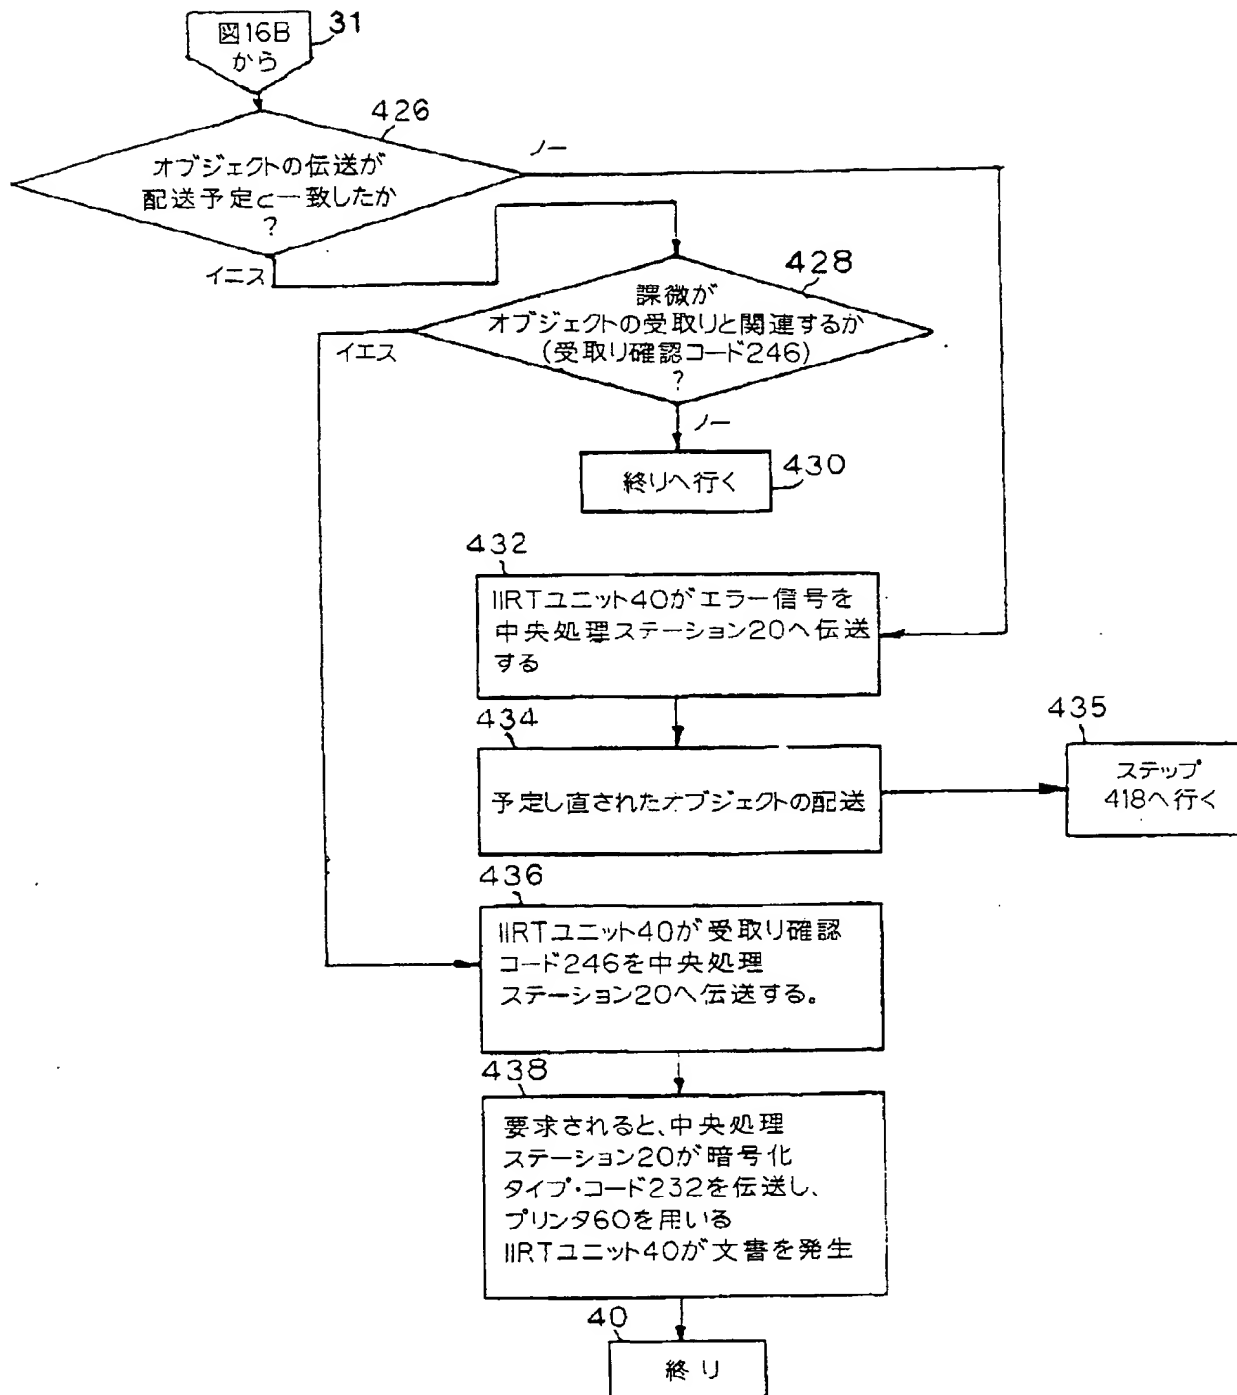 図16B
から
31
426
オブジェクトの伝送が
配送予定と一致したか
?
ノー
イニス
428
課微が
オブジェクトの受取りと関連するか
(受取り確認コード246)
?
イエス
ノー
終りへ行く
430
432
IIRTユニット40がエラー信号を
中央処理ステーション20へ伝送
する
434
予定し直されたオブジェクトの配送
435
ステップ
418へ行く
436
IIRTユニット40が受取り確認
コード246を中央処理
ステーション20へ伝送する。
438
要求されると、中央処理
ステーション20が暗号化
タイプ・コード232を伝送し、
プリンタ60を用いる
IIRTユニット40が文書を発生
40
終り